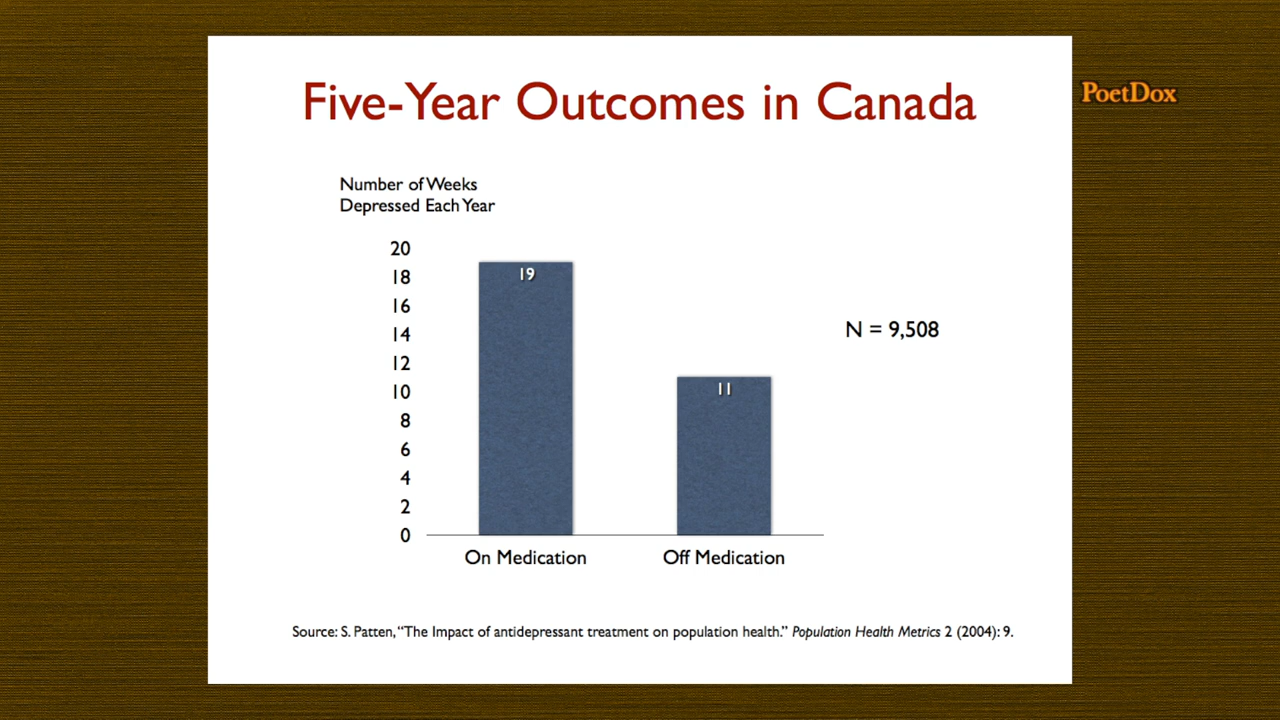 Five-Year Outcomes in Canada
PoetDox
Number of Weeks
Depressed Each Year
20
18
16
14
12
10
8
6
4
2
0
19
11
N = 9,508
On Medication
Off Medication
Source: S. Patten, “The Impact of antidepressant treatment on population health.” Population Health Metrics 2 (2004): 9.